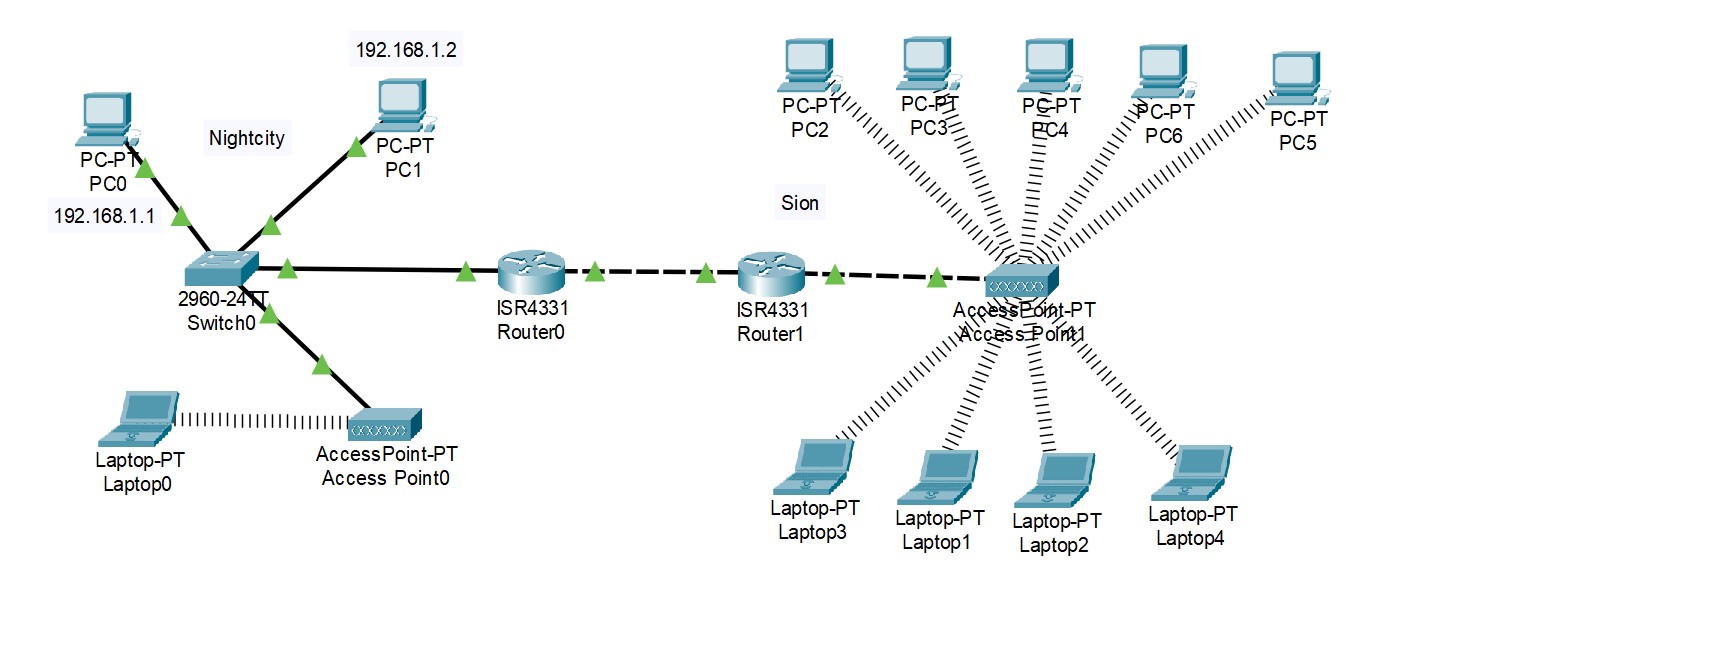 192.168.1.2
PC-PT
PC0
192.168.1.1
Nightcity
PC-PT
PC1
2960-24TT
Switch0
ISR4331
Router0
ISR4331
Router1
Sion
PC-PT
PC2
PC-PT
PC3
PC-PT
PC4
PC-PT
PC6
PC-PT
PC5
AccessPoint-PT
Access Point1
Laptop-PT
Laptop0
AccessPoint-PT
Access Point0
Laptop-PT
Laptop3
Laptop-PT
Laptop1
Laptop-PT
Laptop2
Laptop-PT
Laptop4